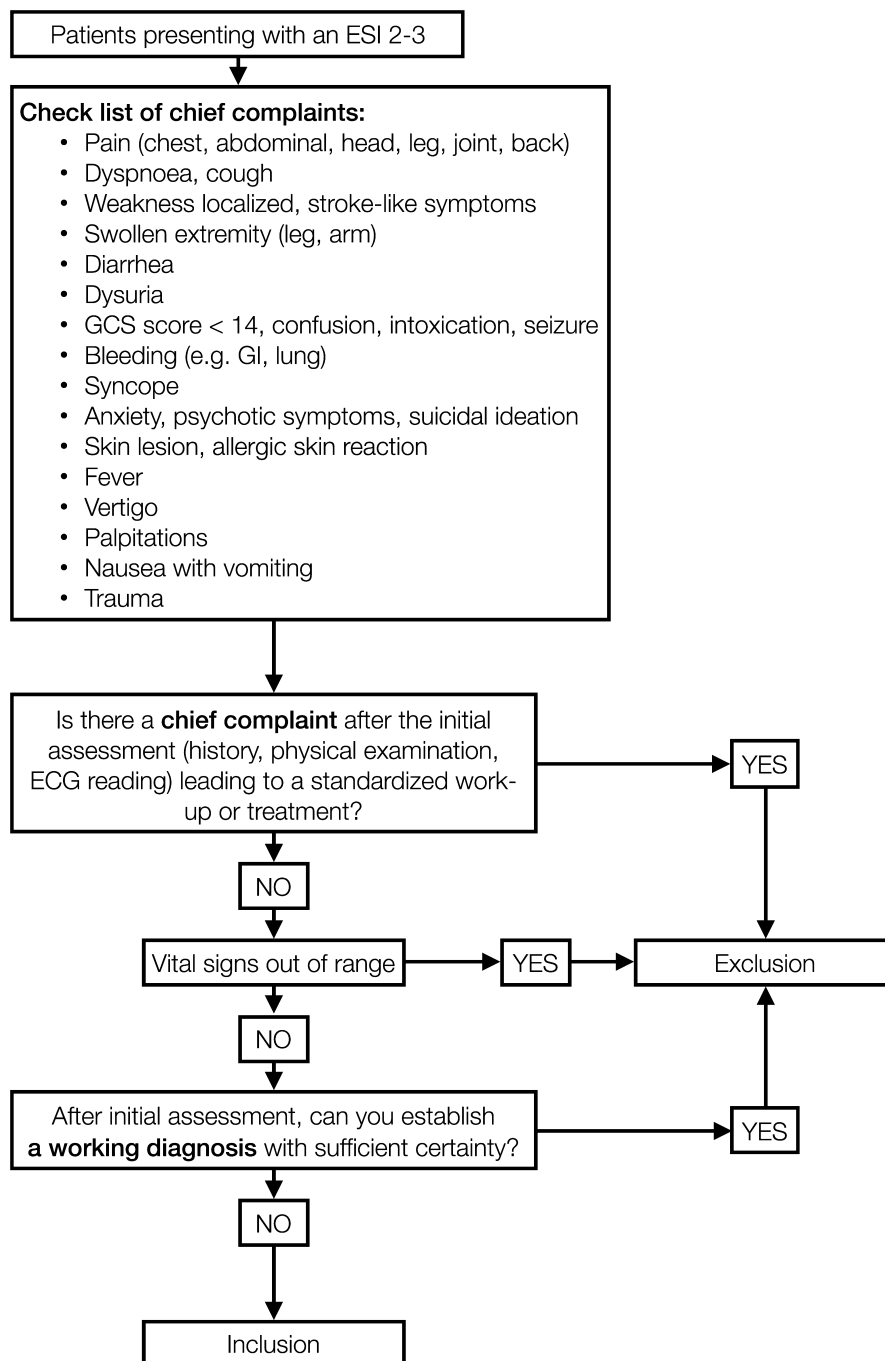 Patients presenting with an ESI 2-3
Check list of chief complaints:
• Pain (chest, abdominal, head, leg, joint, back)
• Dyspnoea, cough
• Weakness localized, stroke-like symptoms
• Swollen extremity (leg, arm)
• Diarrhea
• Dysuria
• GCS score < 14, confusion, intoxication, seizure
• Bleeding (e.g. GI, lung)
• Syncope
• Anxiety, psychotic symptoms, suicidal ideation
• Skin lesion, allergic skin reaction
• Fever
• Vertigo
• Palpitations
• Nausea with vomiting
• Trauma
Is there a chief complaint after the initial
assessment (history, physical examination,
ECG reading) leading to a standardized work-
up or treatment?
YES
NO
Vital signs out of range
YES
Exclusion
NO
After initial assessment, can you establish
a working diagnosis with sufficient certainty?
YES
NO
Inclusion